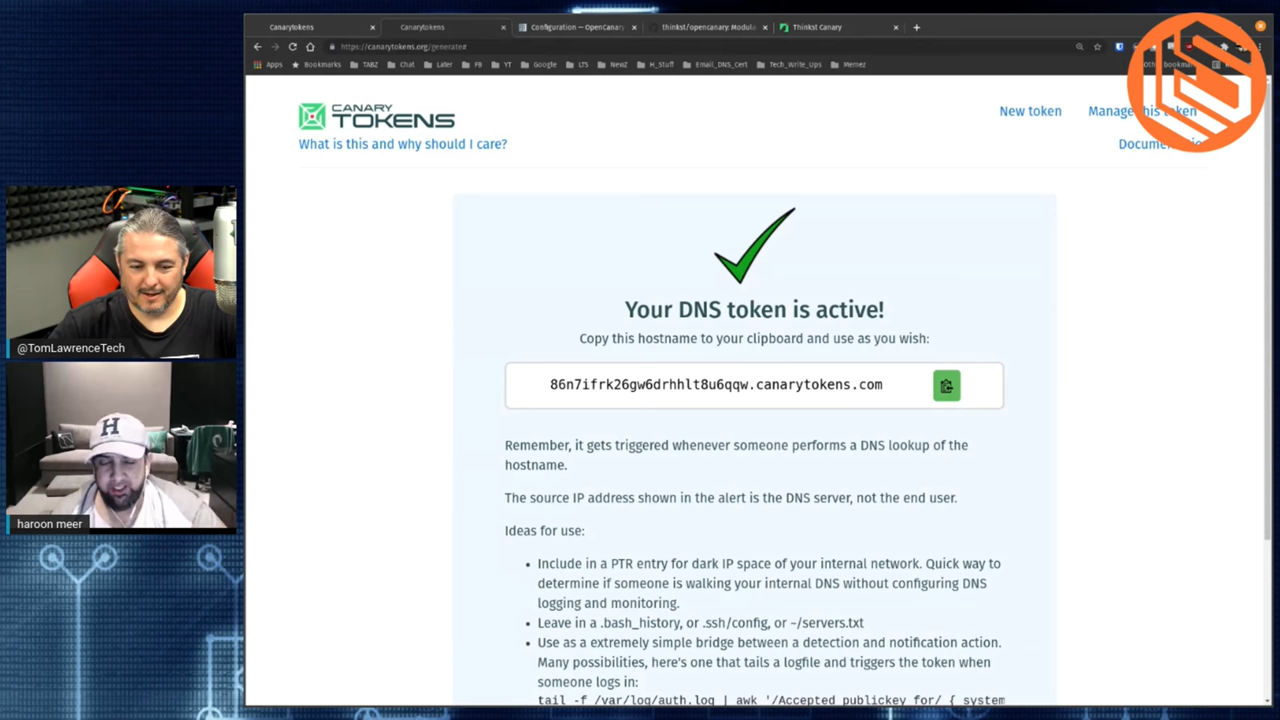 Canarytokens
Canarytokens
Configuration — OpenCanary
thinkst/opencanary: Modula
Thinkst Canary
https://canarytokens.org/generate#
Apps
Bookmarks
TABZ
Chat
Later
FB
YT
Google
LTS
NewZ
H_Stuff
Email_DNS_Cert
Tech_Write_Ups
Memez
CANARY
TOKENS
New token
Manage this token
What is this and why should I care?
Your DNS token is active!
Copy this hostname to your clipboard and use as you wish:
86n7ifrk26gw6drhhlt8u6qqw.canarytokens.com
Remember, it gets triggered whenever someone performs a DNS lookup of the
hostname.
The source IP address shown in the alert is the DNS server, not the end user.
Ideas for use:
• Include in a PTR entry for dark IP space of your internal network. Quick way to
determine if someone is walking your internal DNS without configuring DNS
logging and monitoring.
• Leave in a .bash_history, or .ssh/config, or ~/servers.txt
• Use as a extremely simple bridge between a detection and notification action.
Many possibilities, here's one that tails a logfile and triggers the token when
someone logs in:
tail -f /var/log/auth.log | awk '/Accepted publickey for/ { system
@TomLawrenceTech
H
haroon meer